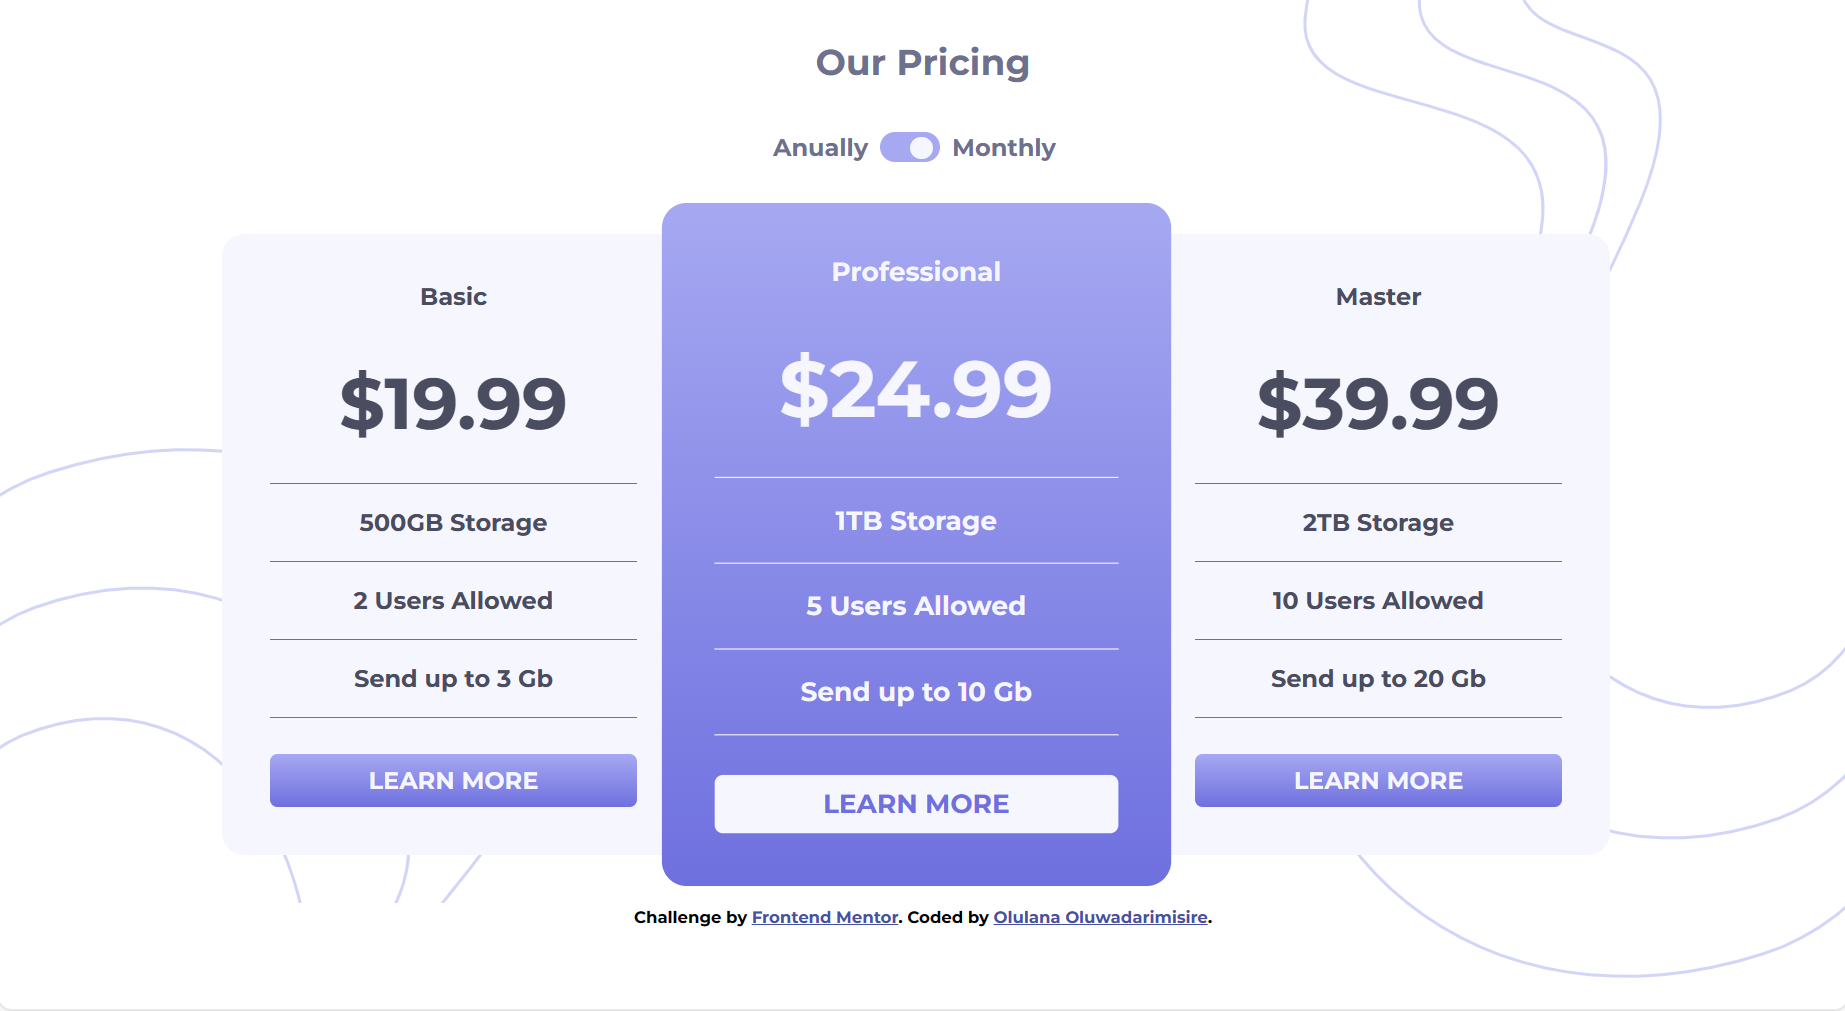 Our Pricing
Anually Monthly
Basic
$19.99
500GB Storage
2 Users Allowed
Send up to 3 Gb
LEARN MORE
Professional
$24.99
1TB Storage
5 Users Allowed
Send up to 10 Gb
LEARN MORE
Master
$39.99
2TB Storage
10 Users Allowed
Send up to 20 Gb
LEARN MORE
Challenge by Frontend Mentor. Coded by Olulana Oluwadarimisire.